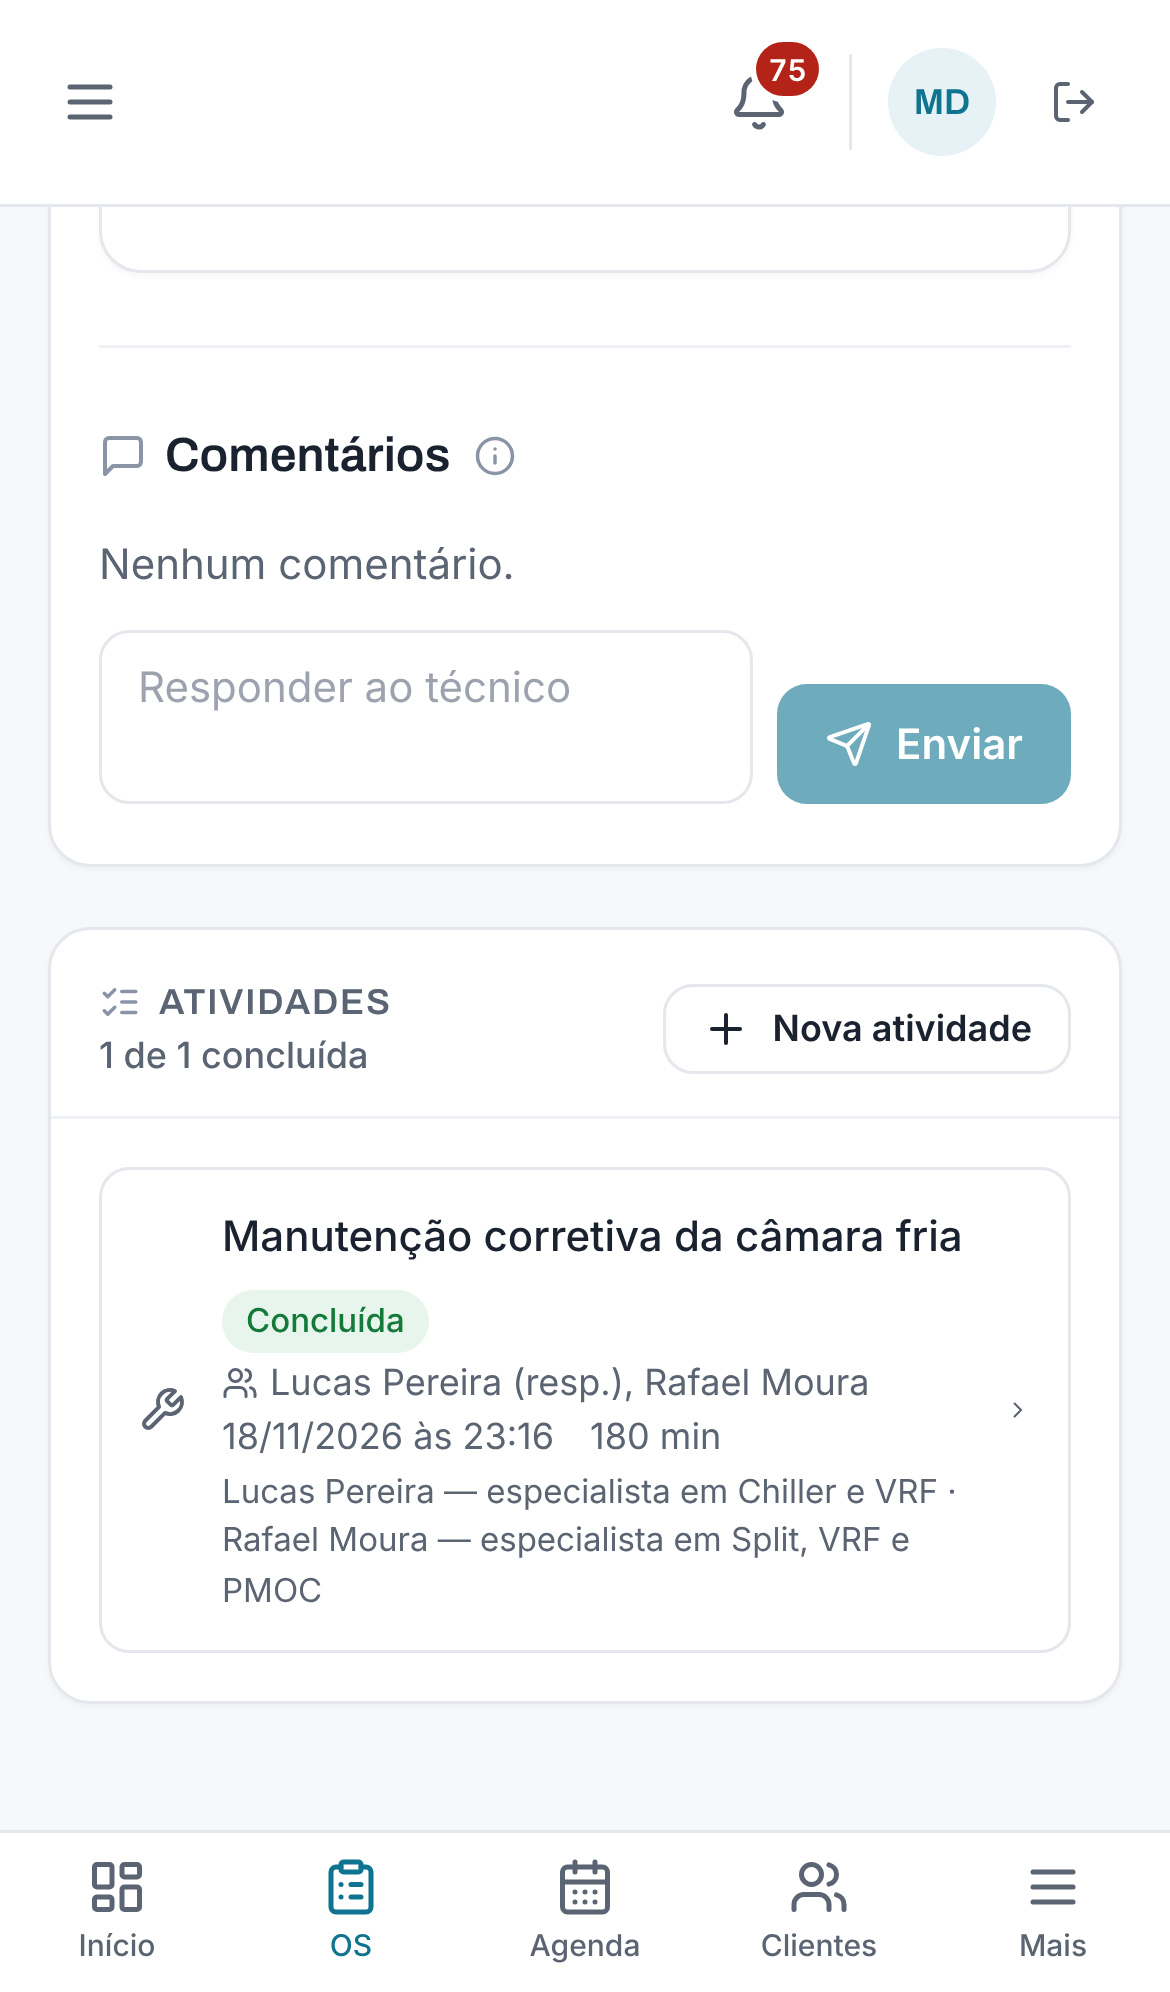 75
MD
Comentários
Nenhum comentário.
Responder ao técnico
Enviar
ATIVIDADES
1 de 1 concluída
Nova atividade
Manutenção corretiva da câmara fria
Concluída
Lucas Pereira (resp.), Rafael Moura
18/11/2026 às 23:16 180 min
Lucas Pereira — especialista em Chiller e VRF ·
Rafael Moura — especialista em Split, VRF e
PMOC
Início
OS
Agenda
Clientes
Mais